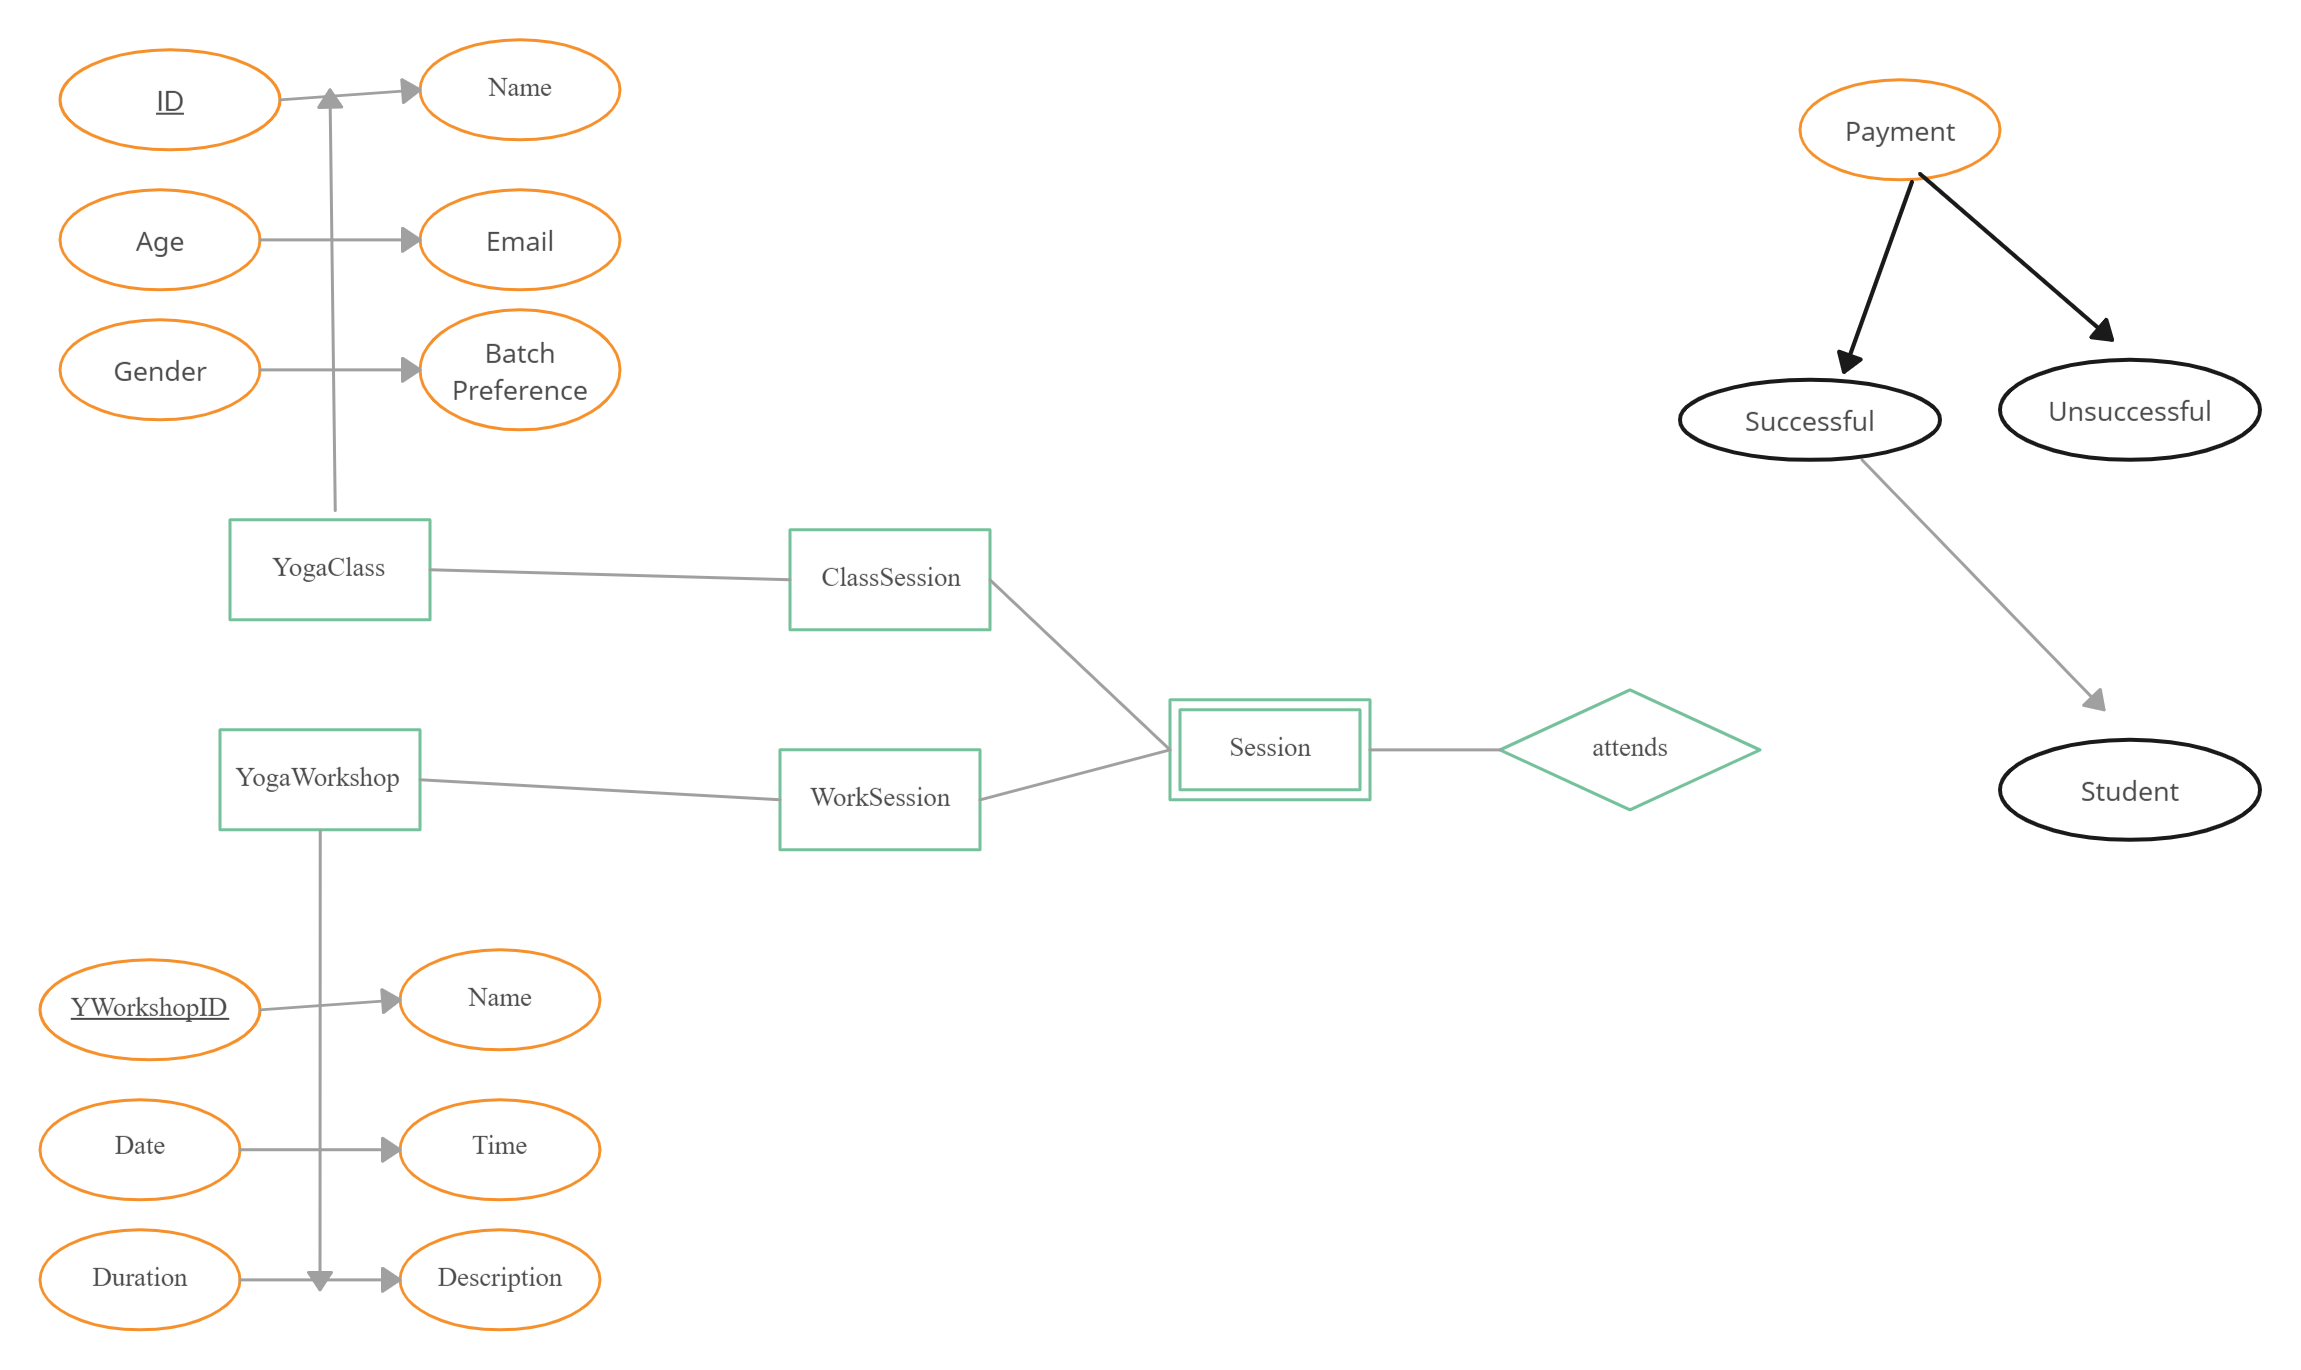 ID
Name
Payment
Age
Email
Gender
Batch
Preference
Successful
Unsuccessful
YogaClass
ClassSession
YogaWorkshop
WorkSession
Session
attends
Student
YWorkshopID
Name
Date
Time
Duration
Description